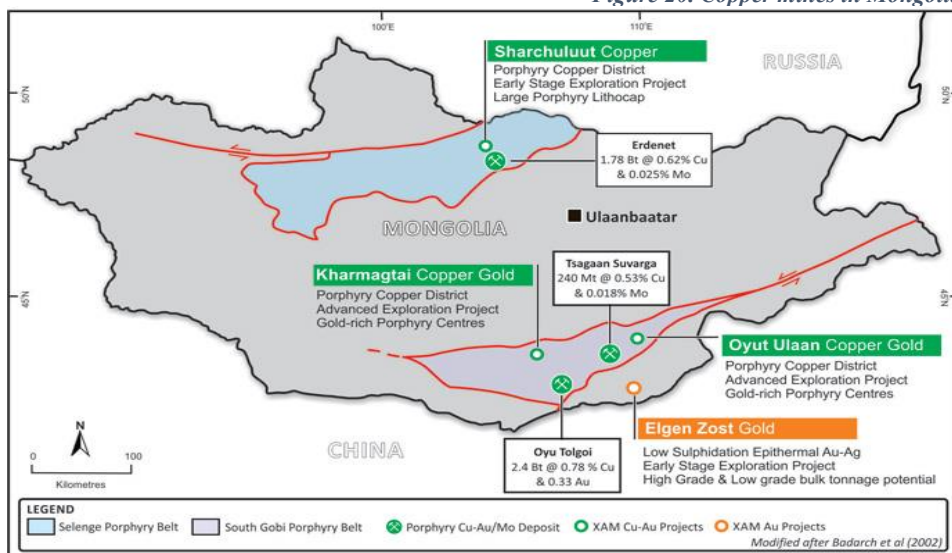 Figure 20: Copper mines in Mongolia
100°E
110°E
RUSSIA
50°N
50°N
Sharchuluut Copper
Porphyry Copper District
Early Stage Exploration Project
Large Porphyry Lithocap
Erdenet
1.78 Bt @ 0.62% Cu
& 0.025% Mo
MONGOLIA
Ulaanbaatar
Tsagaan Suvarga
240 Mt @ 0.53% Cu
& 0.018% Mo
Kharmagtai Copper Gold
Porphyry Copper District
Advanced Exploration Project
Gold-rich Porphyry Centres
45°N
45°N
Oyut Ulaan Copper Gold
Porphyry Copper District
Advanced Exploration Project
Gold-rich Porphyry Centres
Elgen Zost Gold
Low Sulphidation Epithermal Au-Ag
Early Stage Exploration Project
High Grade & Low grade bulk tonnage potential
CHINA
Oyu Tolgoi
2.4 Bt @ 0.78 % Cu
& 0.33 Au
N
0 100
Kilometres
LEGEND
Selenge Porphyry Belt
South Gobi Porphyry Belt
Porphyry Cu-Au/Mo Deposit
XAM Cu-Au Projects
XAM Au Projects
Modified after Badarch et al (2002)